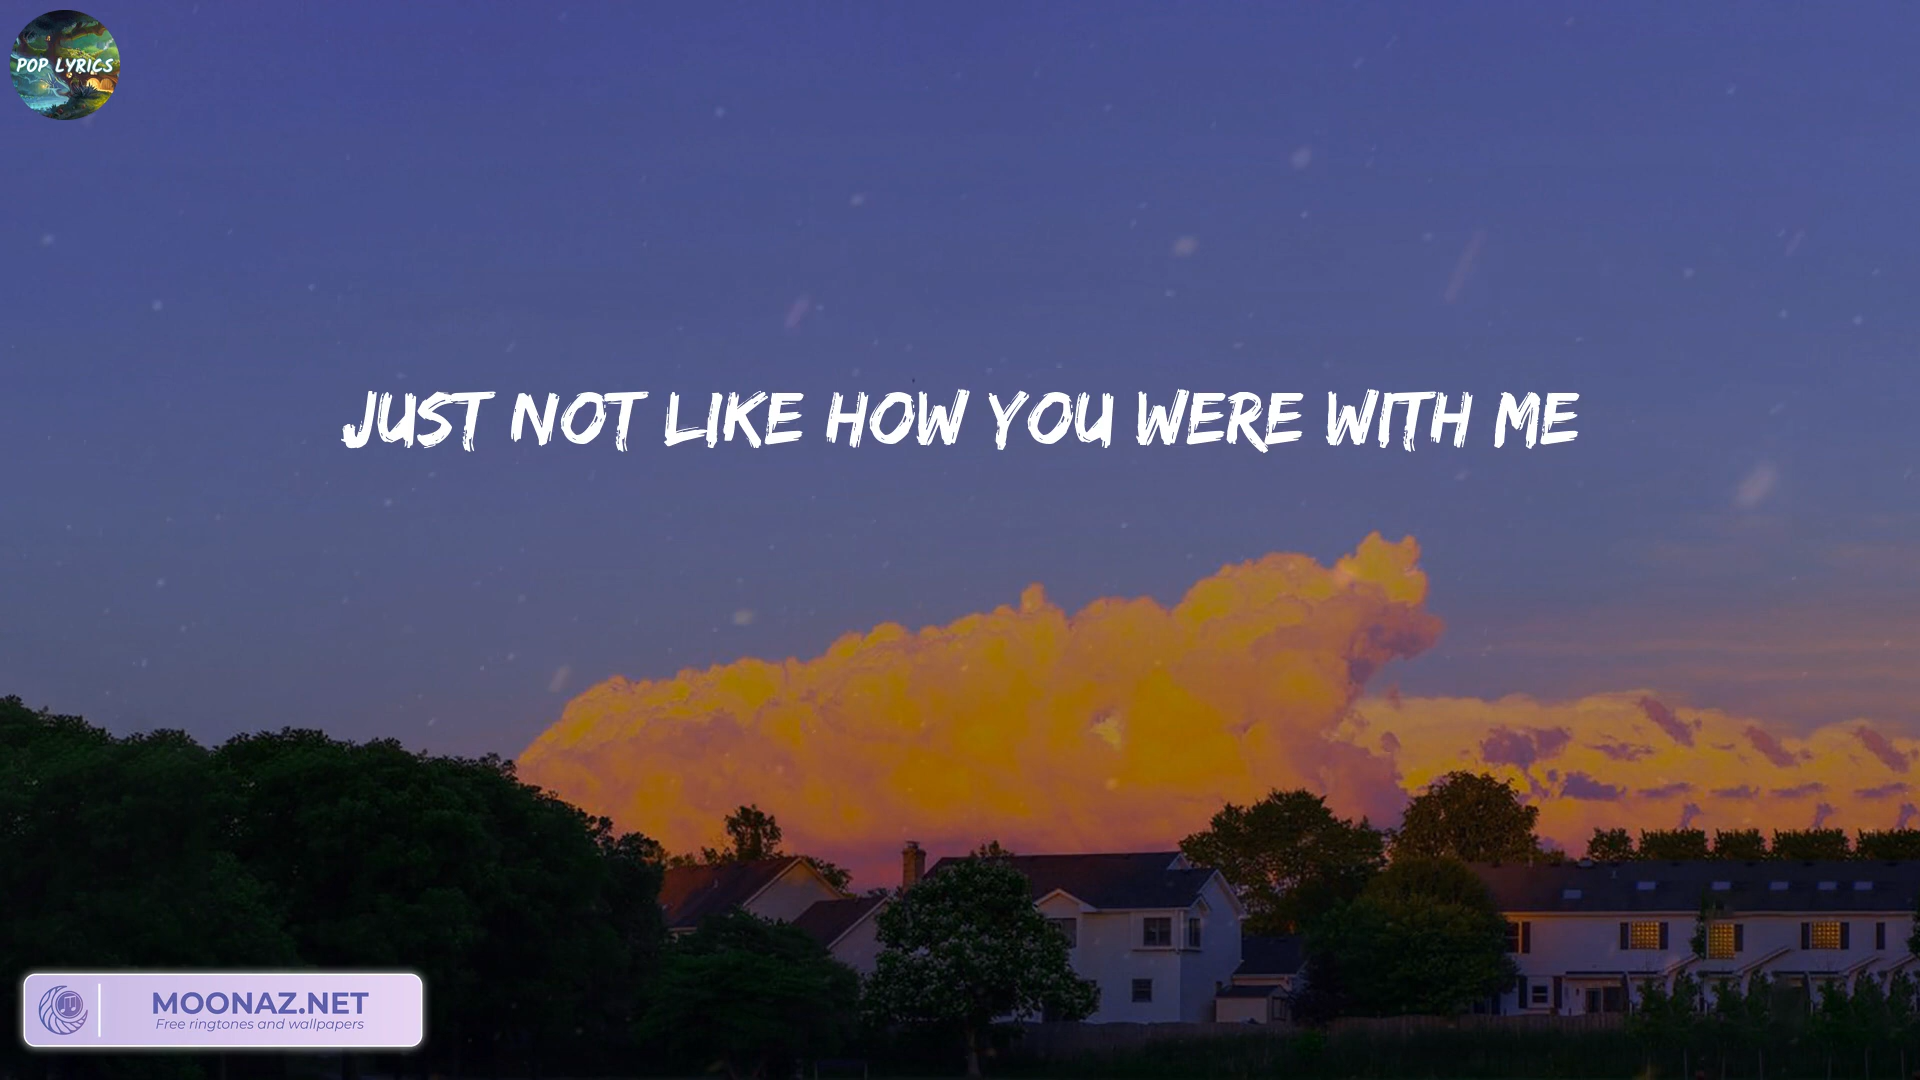 POP LYRICS
JUST NOT LIKE HOW YOU WERE WITH ME
MOONAZ.NET
Free ringtones and wallpapers